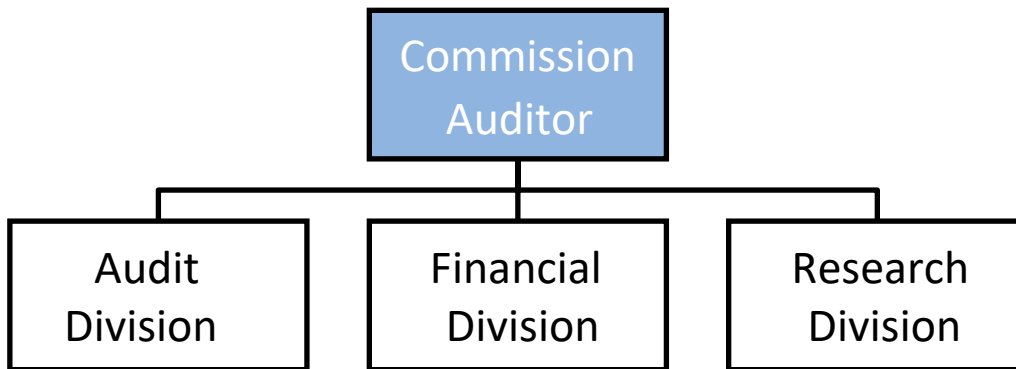 Commission
Auditor
Audit
Division
Financial
Division
Research
Division